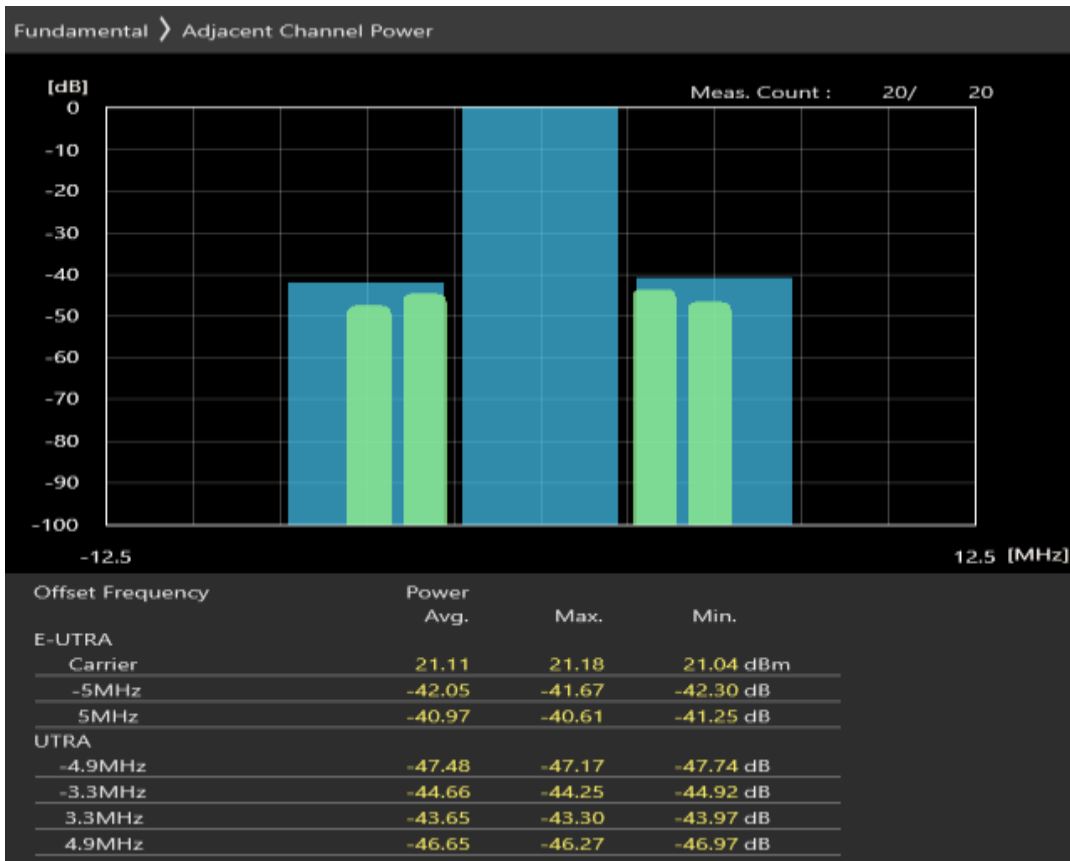 Fundamental ❯ Adjacent Channel Power
[dB]
Meas. Count : 20/ 20
0
-10
-20
-30
-40
-50
-60
-70
-80
-90
-100
-12.5 12.5 [MHz]
Offset Frequency Power
Avg. Max. Min.
E-UTRA
Carrier 21.11 21.18 21.04 dBm
-5MHz -42.05 -41.67 -42.30 dB
5MHz -40.97 -40.61 -41.25 dB
UTRA
-4.9MHz -47.48 -47.17 -47.74 dB
-3.3MHz -44.66 -44.25 -44.92 dB
3.3MHz -43.65 -43.30 -43.97 dB
4.9MHz -46.65 -46.27 -46.97 dB